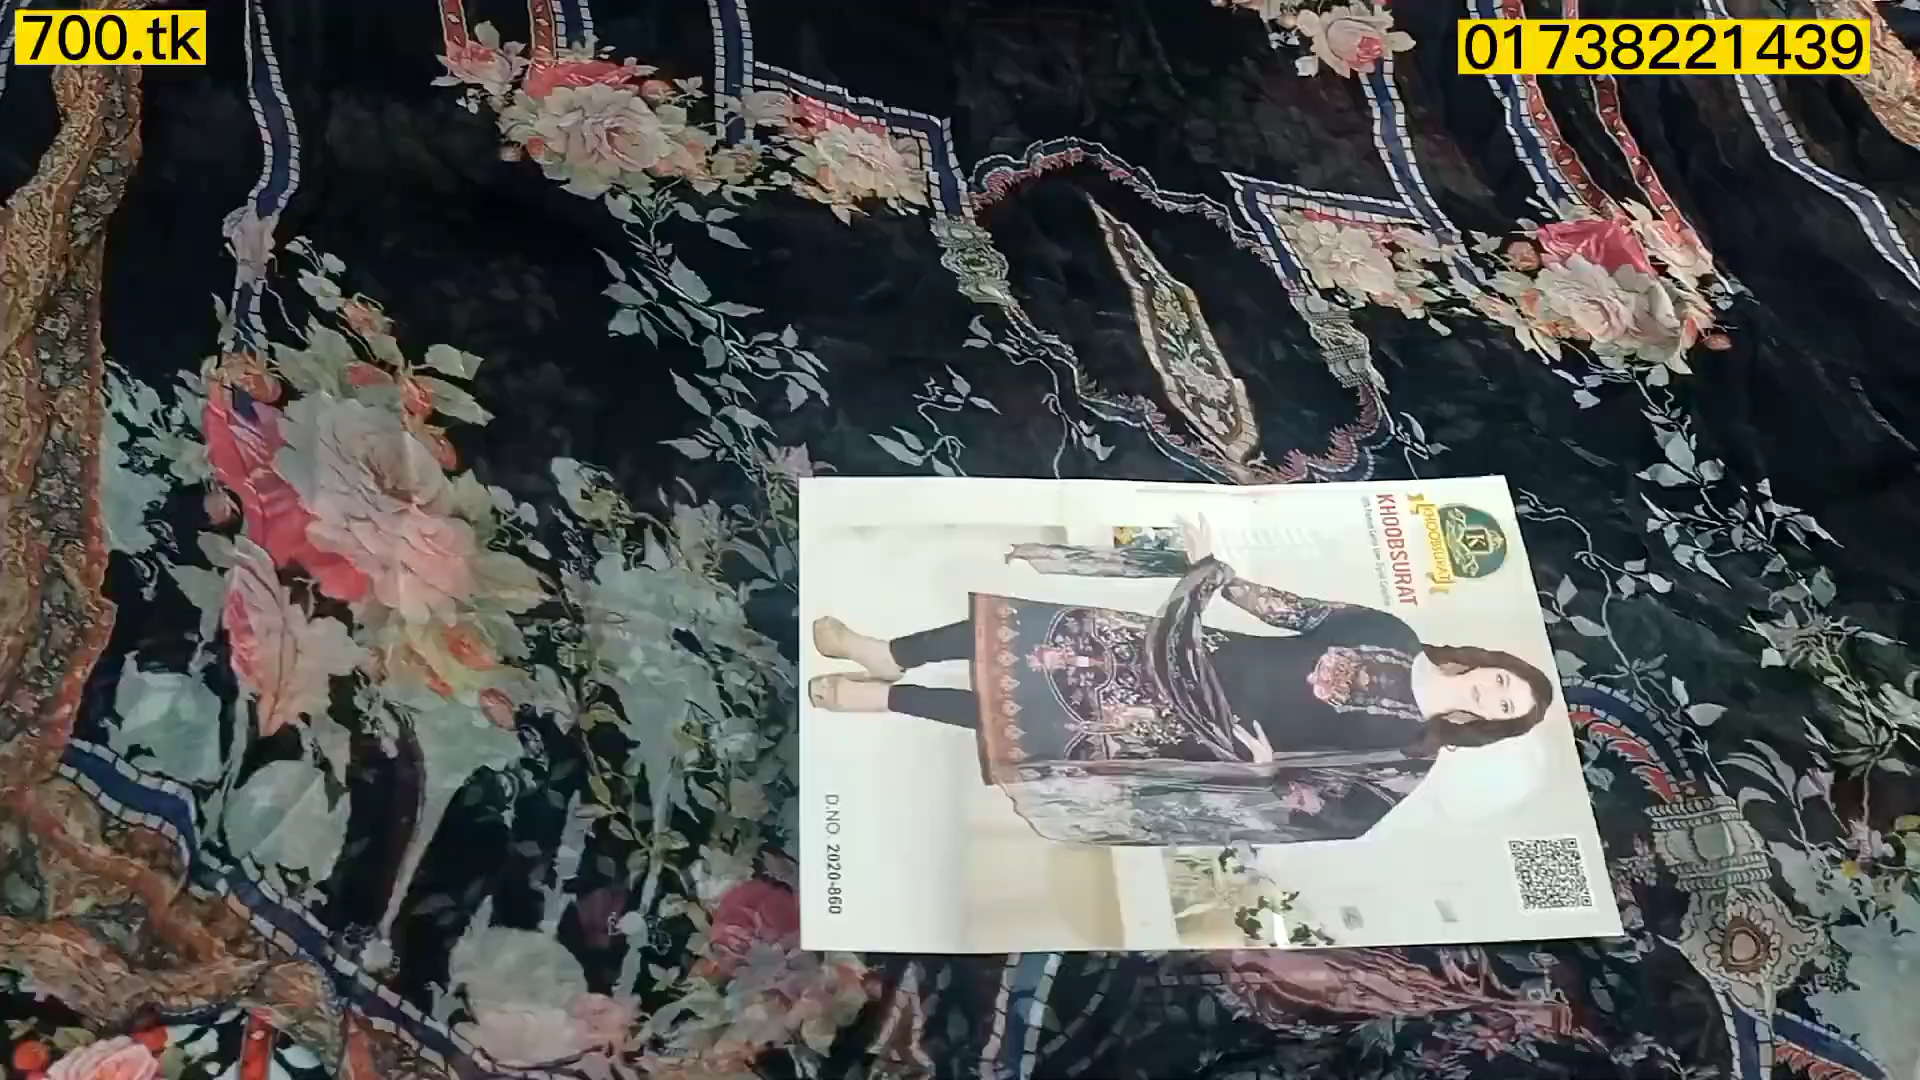 700.tk
01738221439
KHOOBSURAT
KHOOBSURAT
D.NO. 2020-860